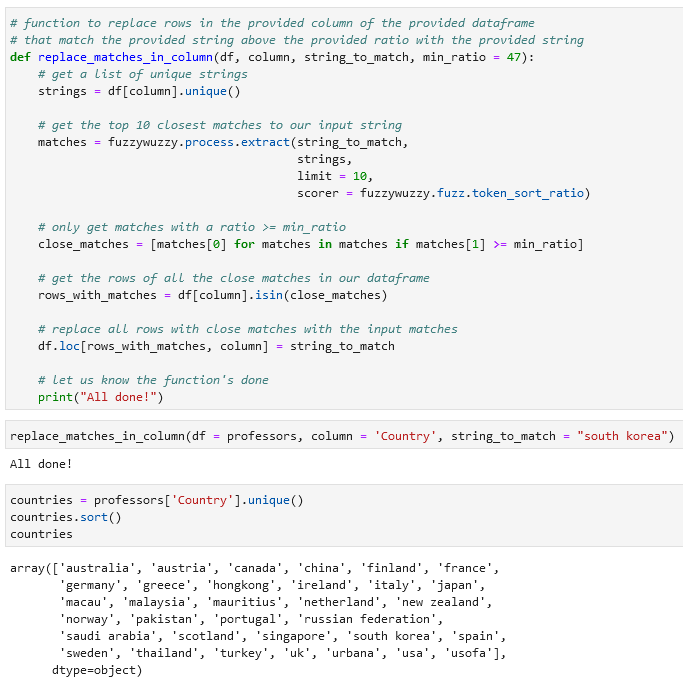 # function to replace rows in the provided column of the provided dataframe
# that match the provided string above the provided ratio with the provided string
def replace_matches_in_column(df, column, string_to_match, min_ratio = 47):
    # get a list of unique strings
    strings = df[column].unique()

    # get the top 10 closest matches to our input string
    matches = fuzzywuzzy.process.extract(string_to_match,
                                         strings,
                                         limit = 10,
                                         scorer = fuzzywuzzy.fuzz.token_sort_ratio)

    # only get matches with a ratio >= min_ratio
    close_matches = [matches[0] for matches in matches if matches[1] >= min_ratio]

    # get the rows of all the close matches in our dataframe
    rows_with_matches = df[column].isin(close_matches)

    # replace all rows with close matches with the input matches
    df.loc[rows_with_matches, column] = string_to_match

    # let us know the function's done
    print("All done!")

replace_matches_in_column(df = professors, column = 'Country', string_to_match = "south korea")
All done!

countries = professors['Country'].unique()
countries.sort()
countries

array(['australia', 'austria', 'canada', 'china', 'finland', 'france',
       'germany', 'greece', 'hongkong', 'ireland', 'italy', 'japan',
       'macau', 'malaysia', 'mauritius', 'netherland', 'new zealand',
       'norway', 'pakistan', 'portugal', 'russian federation',
       'saudi arabia', 'scotland', 'singapore', 'south korea', 'spain',
       'sweden', 'thailand', 'turkey', 'uk', 'urbana', 'usa', 'usofa'],
      dtype=object)